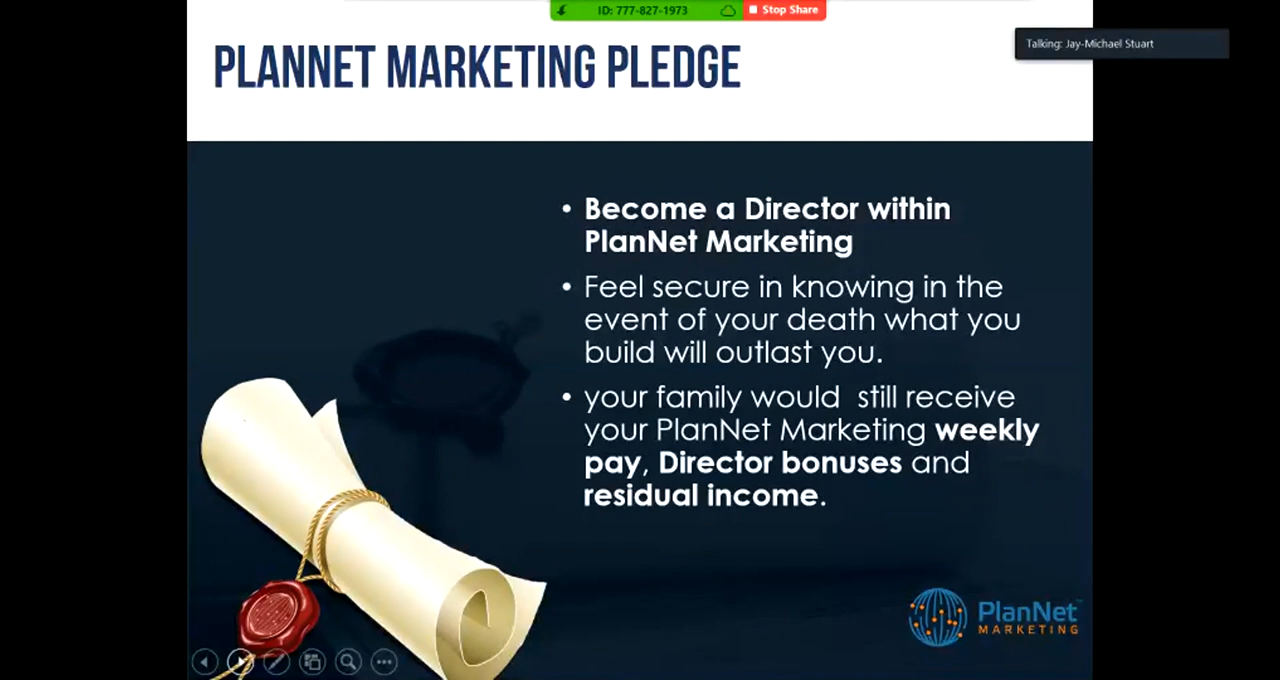 ID: 777-827-1973
Stop Share
Talking: Jay-Michael Stuart
PLANNET MARKETING PLEDGE
• Become a Director within
PlanNet Marketing
• Feel secure in knowing in the
event of your death what you
build will outlast you.
• your family would still receive
your PlanNet Marketing weekly
pay, Director bonuses and
residual income.
PlanNet™
MARKETING